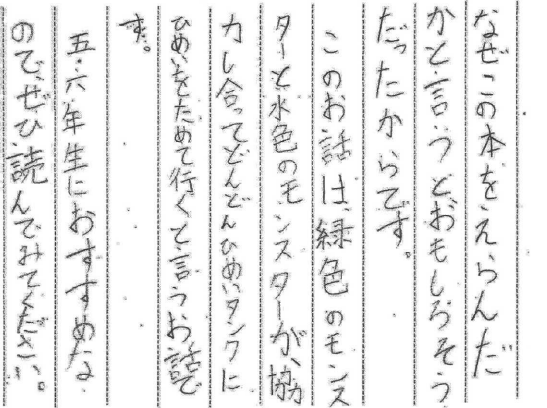 なぜこの本をえらんだ
かと言うとおもしろそう
だったからです。
このお話は、緑色のモンス
ターと水色のモンスターが、協
力し合ってどんどんひめいタンクに
ひめいをためて行くと言うお話で
す。
五・六年生におすすめな
のでぜひ読んでみてください。